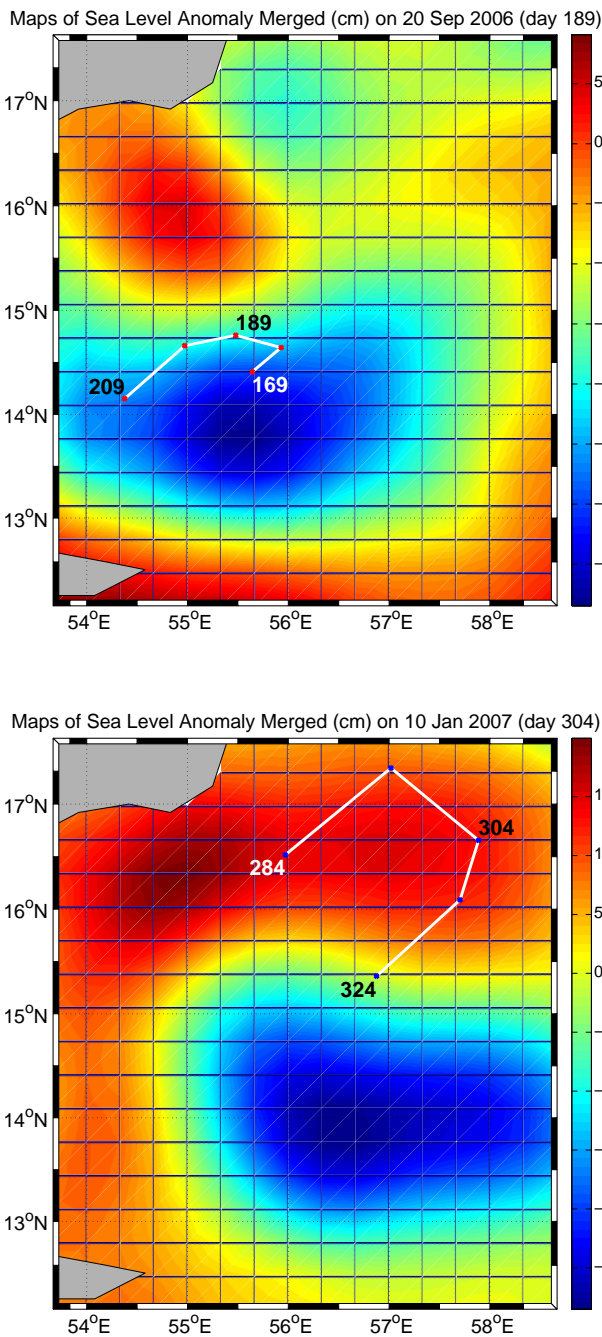 Maps of Sea Level Anomaly Merged (cm) on 20 Sep 2006 (day 189)
17°N
16°N
15°N
14°N
13°N
189
209
169
5
0
54°E 55°E 56°E 57°E 58°E
Maps of Sea Level Anomaly Merged (cm) on 10 Jan 2007 (day 304)
17°N
16°N
15°N
14°N
13°N
304
284
324
1
1
5
0
54°E 55°E 56°E 57°E 58°E